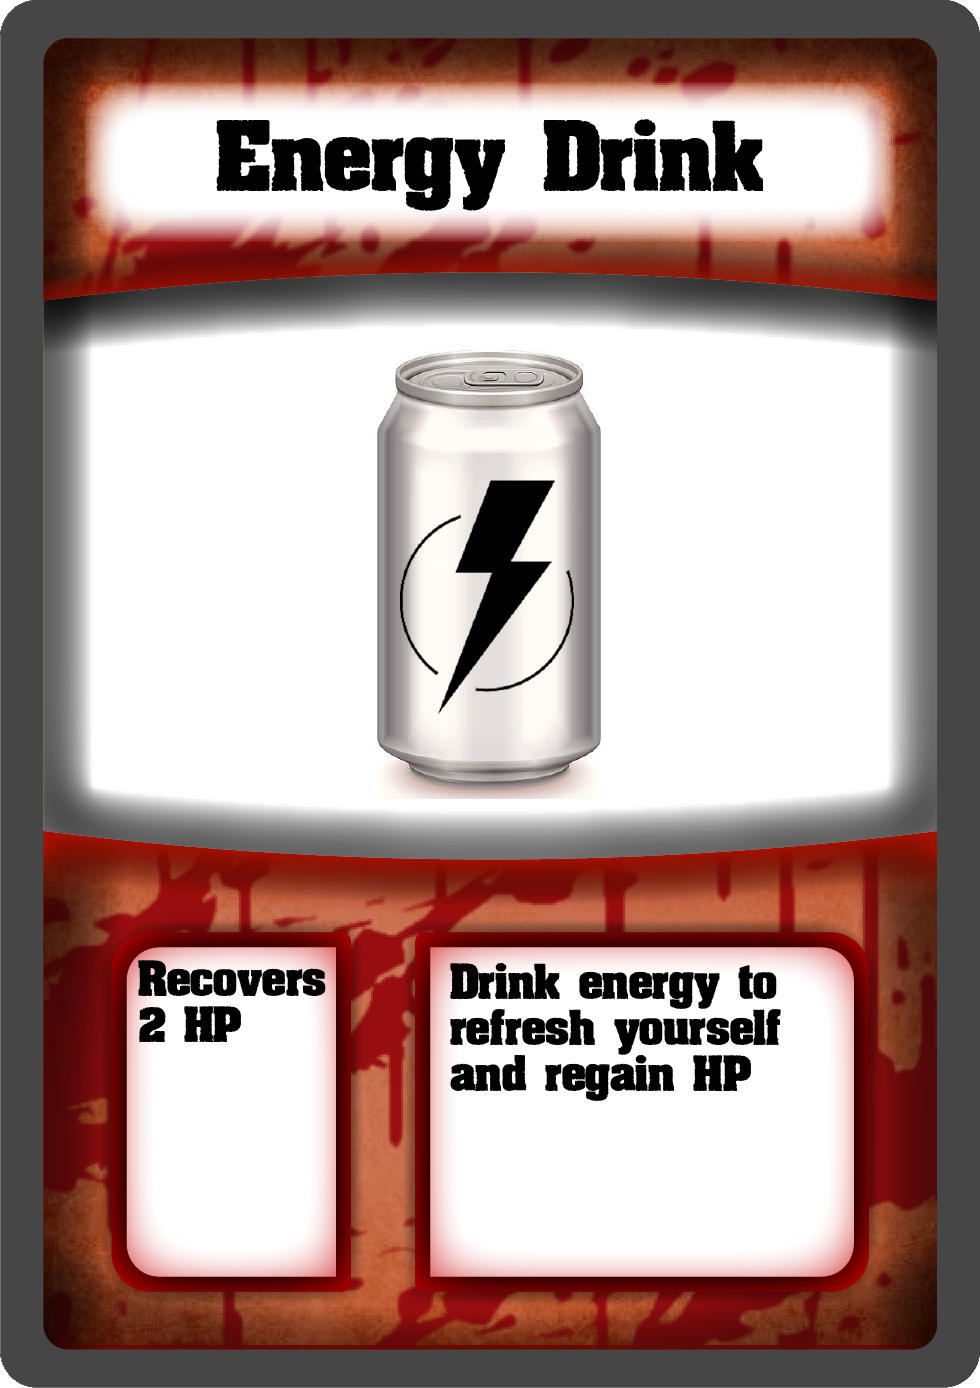 Energy Drink
Recovers
2 HP
Drink energy to
refresh yourself
and regain HP